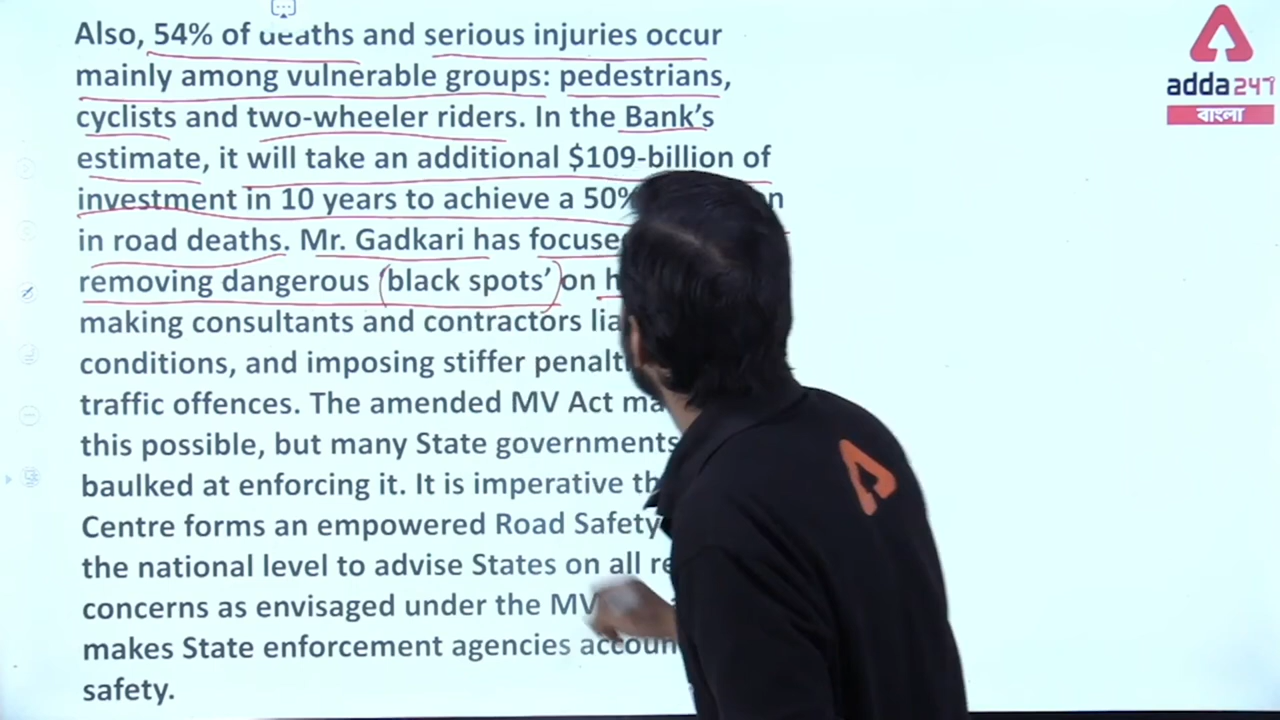 Also, 54% of deaths and serious injuries occur
mainly among vulnerable groups: pedestrians,
cyclists and two-wheeler riders. In the Bank's
estimate, it will take an additional $109-billion of
investment in 10 years to achieve a 50%
in road deaths. Mr. Gadkari has
removing dangerous 'black spots' on
making consultants and contractors
conditions, and imposing stiffer
traffic offences. The amended MV Act
this possible, but many State governments
baulked at enforcing it. It is imperative
Centre forms an empowered Road Safety
the national level to advise States on all
concerns as envisaged under the MV
makes State enforcement agencies
safety.
adda247
বাংলা